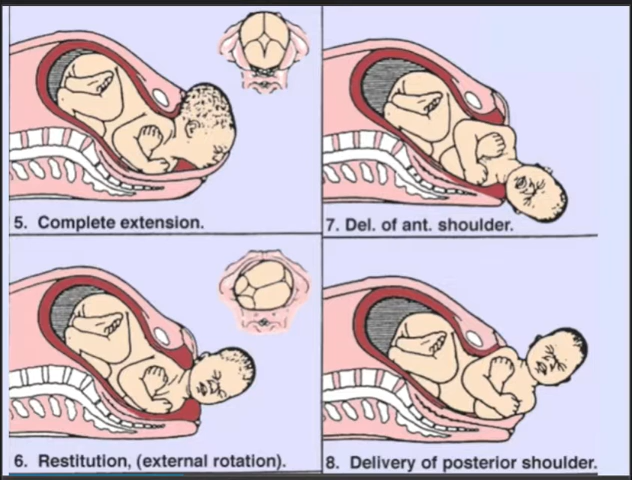 5. Complete extension.
7. Del. of ant. shoulder.
6. Restitution, (external rotation).
8. Delivery of posterior shoulder.